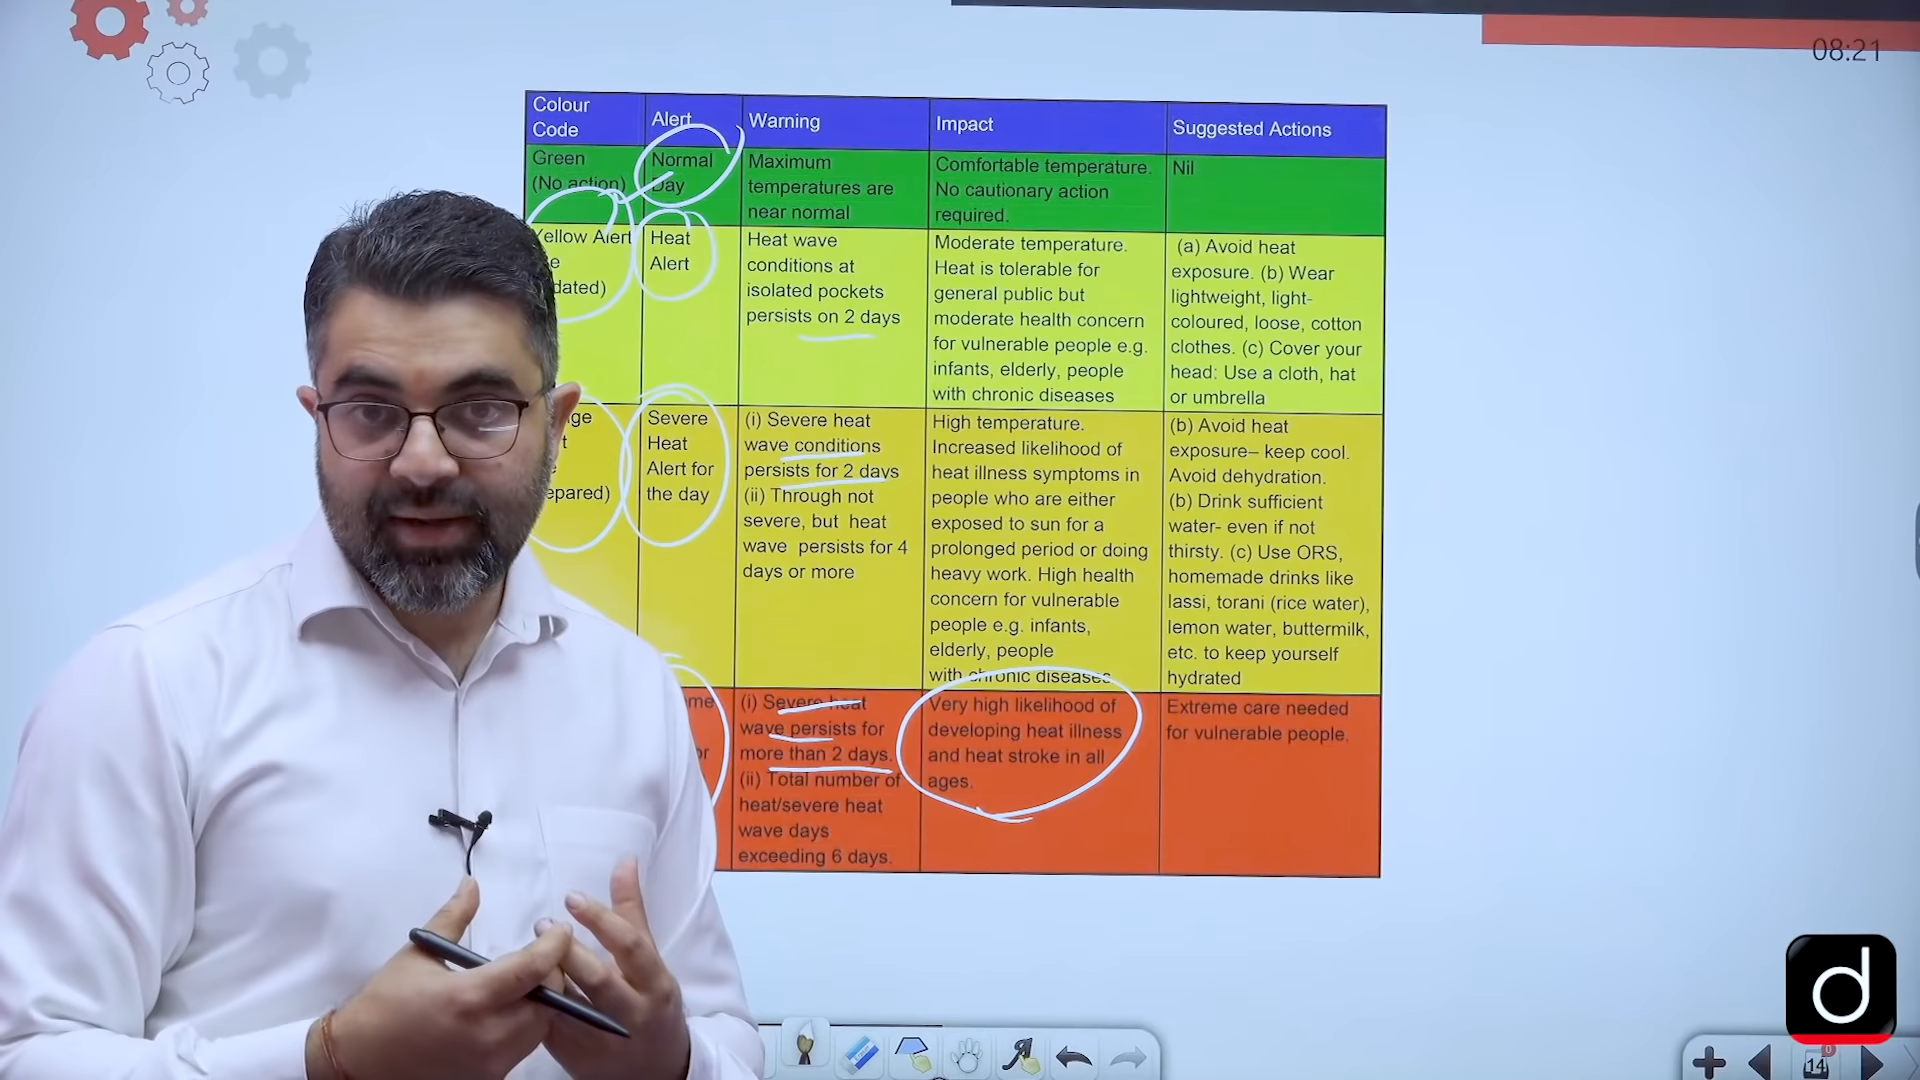 08:21
Colour
Code
Alert
Warning
Impact
Suggested Actions
Green
(No action)
Normal
Day
Maximum
temperatures are
near normal
Comfortable temperature.
No cautionary action
required.
Nil
Yellow Alert
dated)
Heat
Alert
Heat wave
conditions at
isolated pockets
persists on 2 days
Moderate temperature.
Heat is tolerable for
general public but
moderate health concern
for vulnerable people e.g.
infants, elderly, people
with chronic diseases
(a) Avoid heat
exposure. (b) Wear
lightweight, light-
coloured, loose, cotton
clothes. (c) Cover your
head: Use a cloth, hat
or umbrella
epared)
Severe
Heat
Alert for
the day
(i) Severe heat
wave conditions
persists for 2 days
(ii) Through not
severe, but heat
wave persists for 4
days or more
High temperature.
Increased likelihood of
heat illness symptoms in
people who are either
exposed to sun for a
prolonged period or doing
heavy work. High health
concern for vulnerable
people e.g. infants,
elderly, people
with chronic diseases
(b) Avoid heat
exposure– keep cool.
Avoid dehydration.
(b) Drink sufficient
water- even if not
thirsty. (c) Use ORS,
homemade drinks like
lassi, torani (rice water),
lemon water, buttermilk,
etc. to keep yourself
hydrated
(i) Severe heat
wave persists for
more than 2 days.
(ii) Total number of
heat/severe heat
wave days
exceeding 6 days.
Very high likelihood of
developing heat illness
and heat stroke in all
ages.
Extreme care needed
for vulnerable people.
d
14